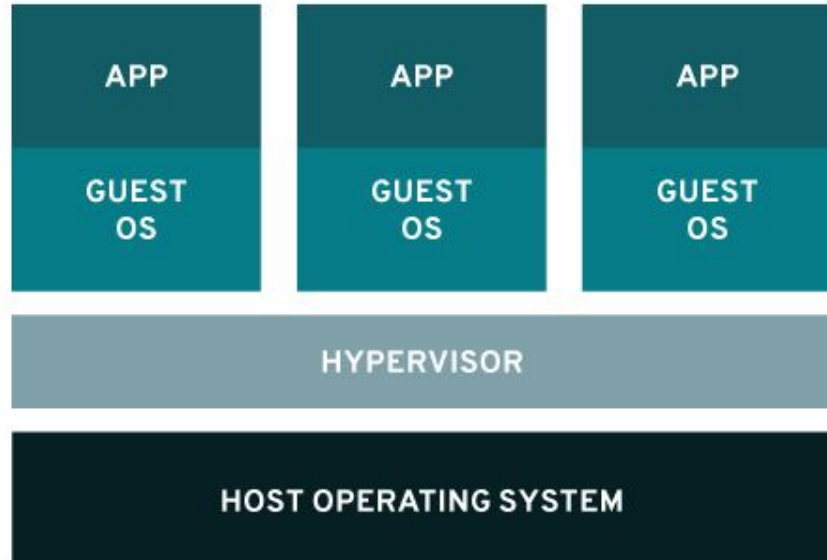 APP
GUEST
OS
APP
GUEST
OS
APP
GUEST
OS
HYPERVISOR
HOST OPERATING SYSTEM